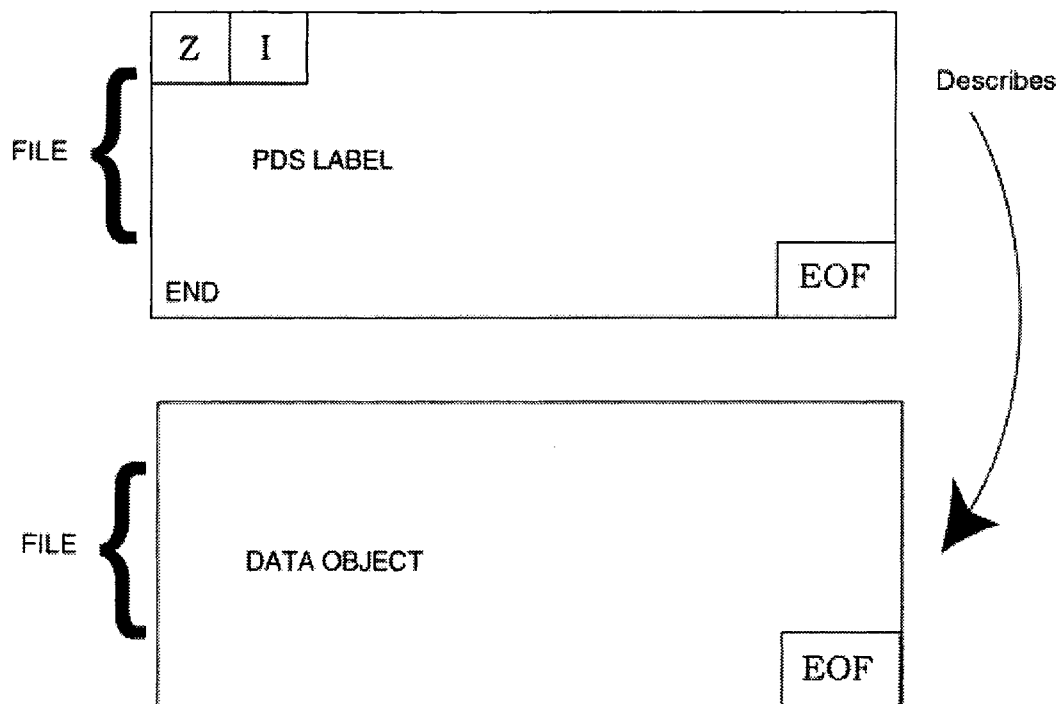 Z I
Describes
FILE
PDS LABEL
END
EOF
FILE
DATA OBJECT
EOF